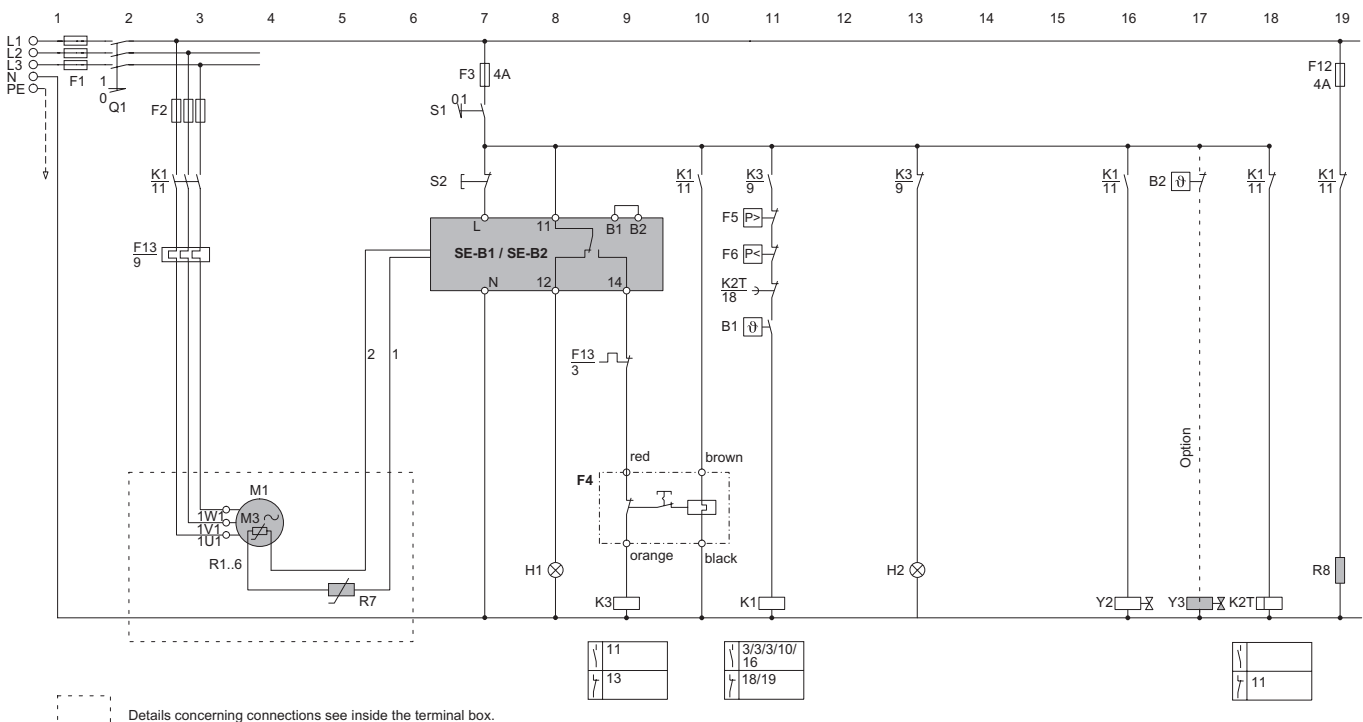 1 2 3 4 5 6 7 8 9 10 11 12 13 14 15 16 17 18 19
L1
L2
L3
N
PE
F1
1
0
Q1
F2
F3 4A
F12
4A
S1 0 1
K1
11
S2
K1
11
K3
9
K3
9
K1
11
B2 ϑ
K1
11
K1
11
L 11 B1 B2
F5 P>
F13
9
SE-B1 / SE-B2
F6 P<
N 12 14
K2T
18
B1 ϑ
2 1
F13
3
Option
red brown
F4
M1
1W1
M3
1V1
1U1
orange black
R1..6
H1
H2
R8
R7
K3
K1
Y2
Y3
K2T
11
13
3/3/3/10/
16
18/19
11
Details concerning connections see inside the terminal box.